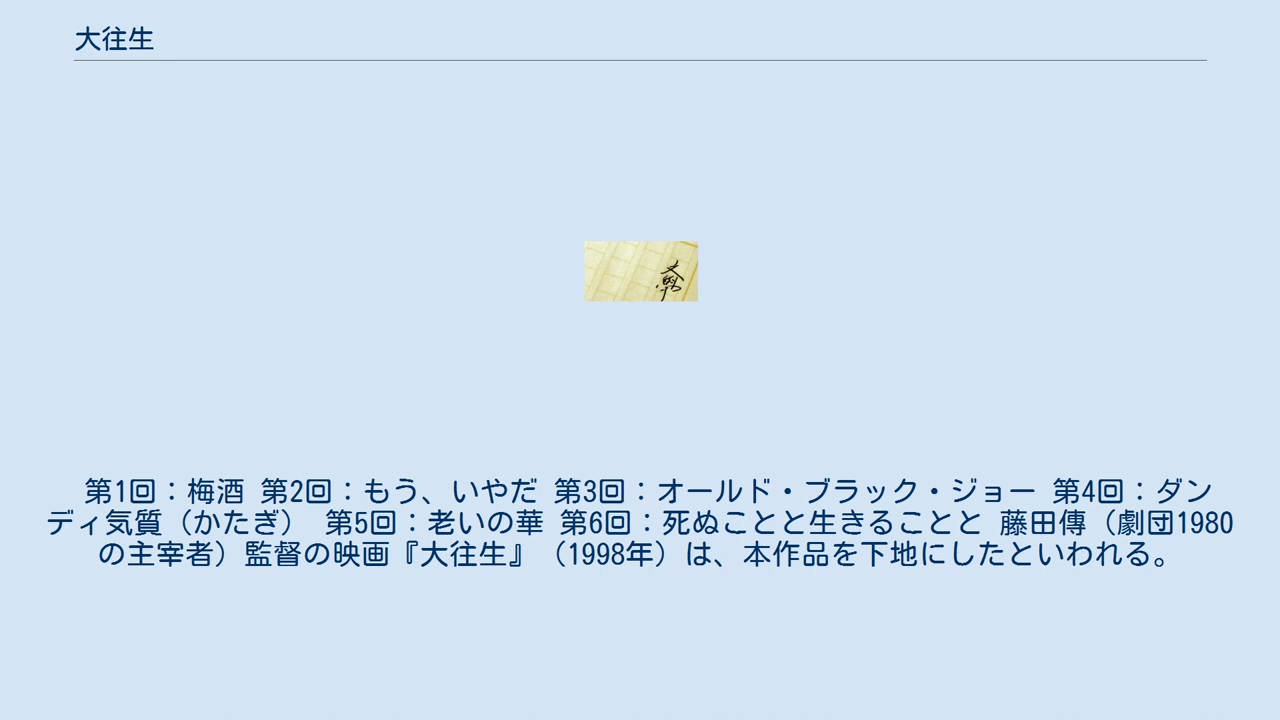 大往生
第1回：梅酒 第2回：もう、いやだ 第3回：オールド・ブラック・ジョー 第4回：ダン
ディ気質（かたぎ） 第5回：老いの華 第6回：死ぬことと生きることと 藤田傳（劇団1980
の主宰者）監督の映画『大往生』（1998年）は、本作品を下地にしたといわれる。